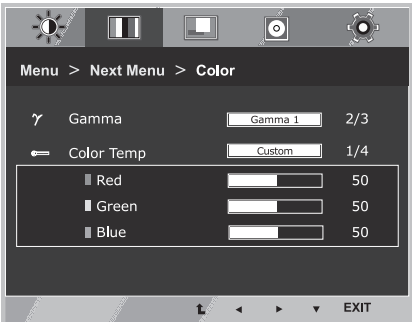 Menu > Next Menu > Color
Gamma Gamma 1 2/3
Color Temp Custom 1/4
Red 50
Green 50
Blue 50
EXIT